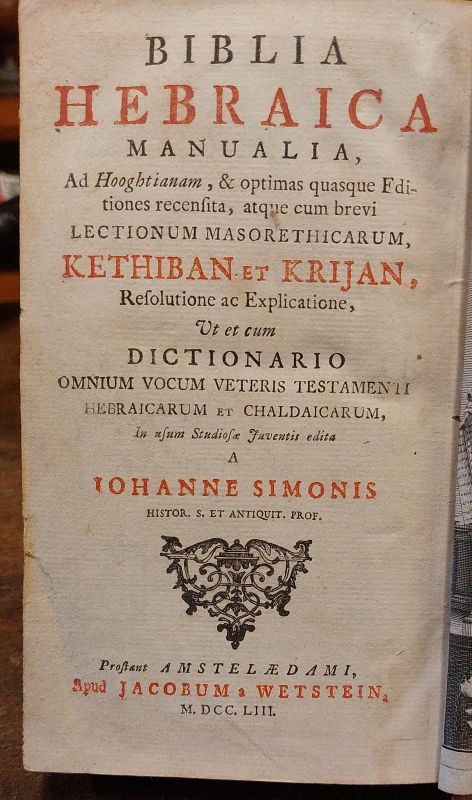 BIBLIA
HEBRAICA
MANUALIA,
Ad Hooghtianam, & optimas quasque Edi-
tiones recenſita, atque cum brevi
LECTIONUM MASORETHICARUM,
KETHIBAN ET KRIJAN,
Reſolutione ac Explicatione,
Ut et cum
DICTIONARIO
OMNIUM VOCUM VETERIS TESTAMENTI
HEBRAICARUM ET CHALDAICARUM,
In uſum Studioſæ Juventis edita
A
IOHANNE SIMONIS
HISTOR. S. ET ANTIQUIT. PROF.
Proſtant AMSTELÆDAMI,
Apud JACOBUM a WETSTEIN,
M. DCC. LIII.